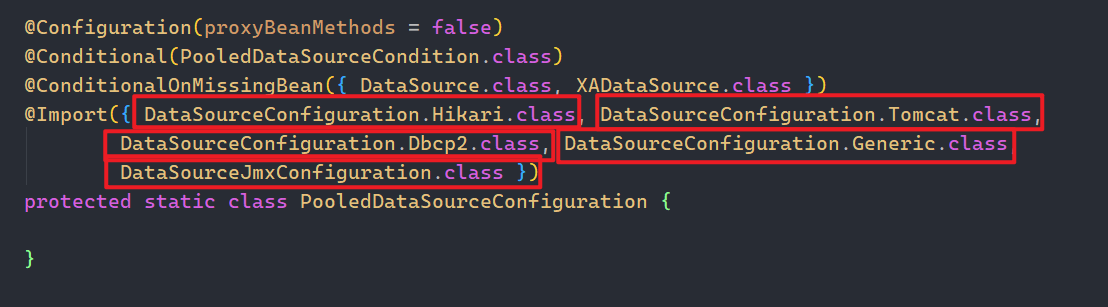 @Configuration(proxyBeanMethods = false)
@Conditional(PooledDataSourceCondition.class)
@ConditionalOnMissingBean({ DataSource.class, XADataSource.class })
@Import({ DataSourceConfiguration.Hikari.class, DataSourceConfiguration.Tomcat.class,
DataSourceConfiguration.Dbcp2.class, DataSourceConfiguration.Generic.class,
DataSourceJmxConfiguration.class })
protected static class PooledDataSourceConfiguration {
}